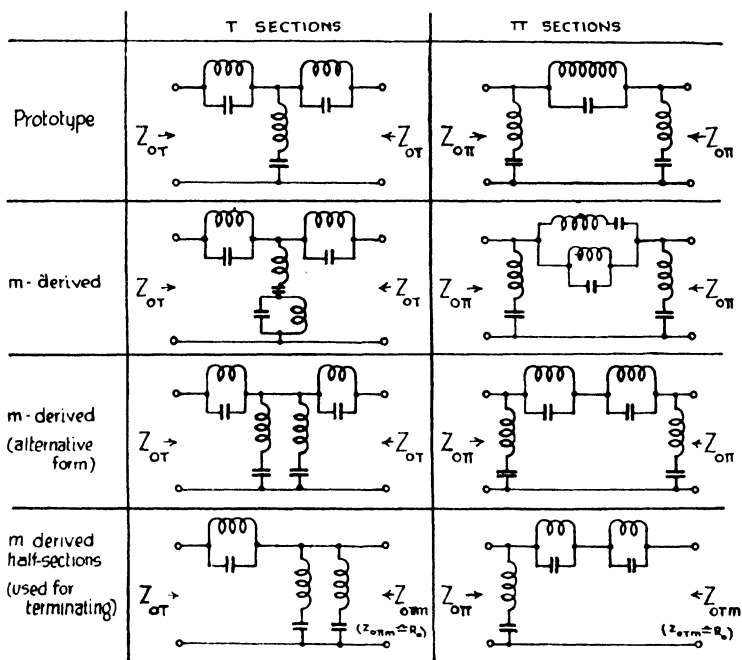 T SECTIONS
π SECTIONS
Prototype
Z₀T
Z₀T
Z₀π
Z₀π
m-derived
Z₀T
Z₀T
Z₀π
Z₀π
m-derived
(alternative
form)
Z₀T
Z₀T
Z₀π
Z₀π
m derived
half-sections
(used for
terminating)
Z₀T
Z₀πm
(Z₀πm≏R₀)
Z₀π
Z₀Tm
(Z₀Tm≏R₀)